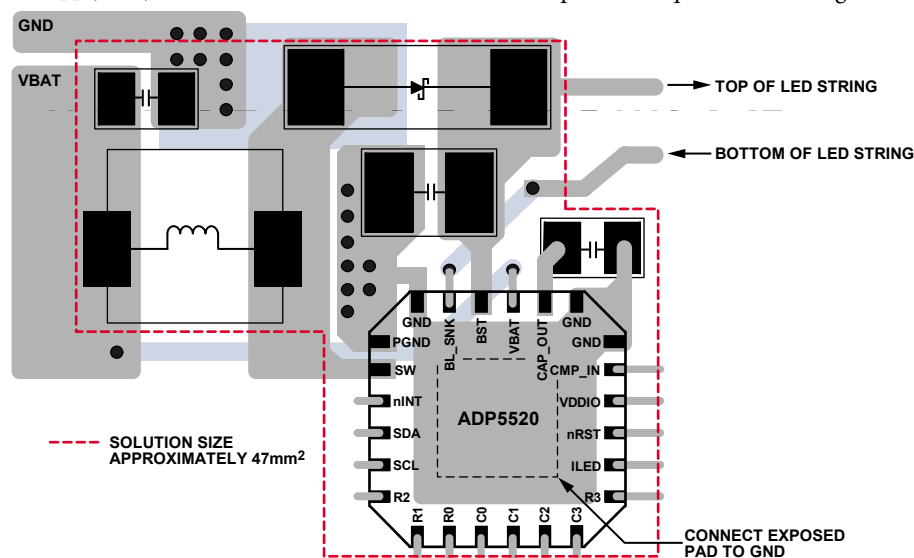 GND
VBAT
TOP OF LED STRING
BOTTOM OF LED STRING
GND
BL_SNK
BST
VBAT
CAP_OUT
GND
PGND
GND
SW
CMP_IN
nINT
VDDIO
ADP5520
SDA
nRST
SCL
ILED
R2
R3
R1
R0
C0
C1
C2
C3
SOLUTION SIZE
APPROXIMATELY 47mm²
CONNECT EXPOSED
PAD TO GND